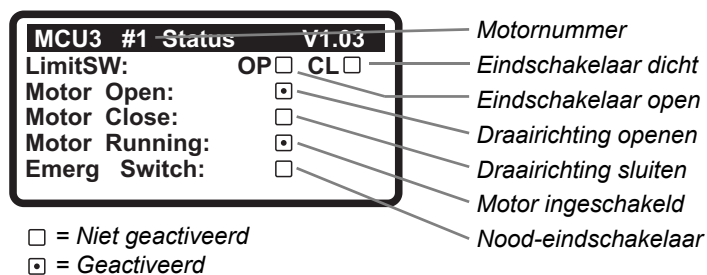 MCU3 #1 Status V1.03
LimitSW: OP□ CL□
Motor Open: ⊡
Motor Close: □
Motor Running: ⊡
Emerg Switch: □
Motornummer
Eindschakelaar dicht
Eindschakelaar open
Draairichting openen
Draairichting sluiten
Motor ingeschakeld
Nood-eindschakelaar
□ = Niet geactiveerd
⊡ = Geactiveerd